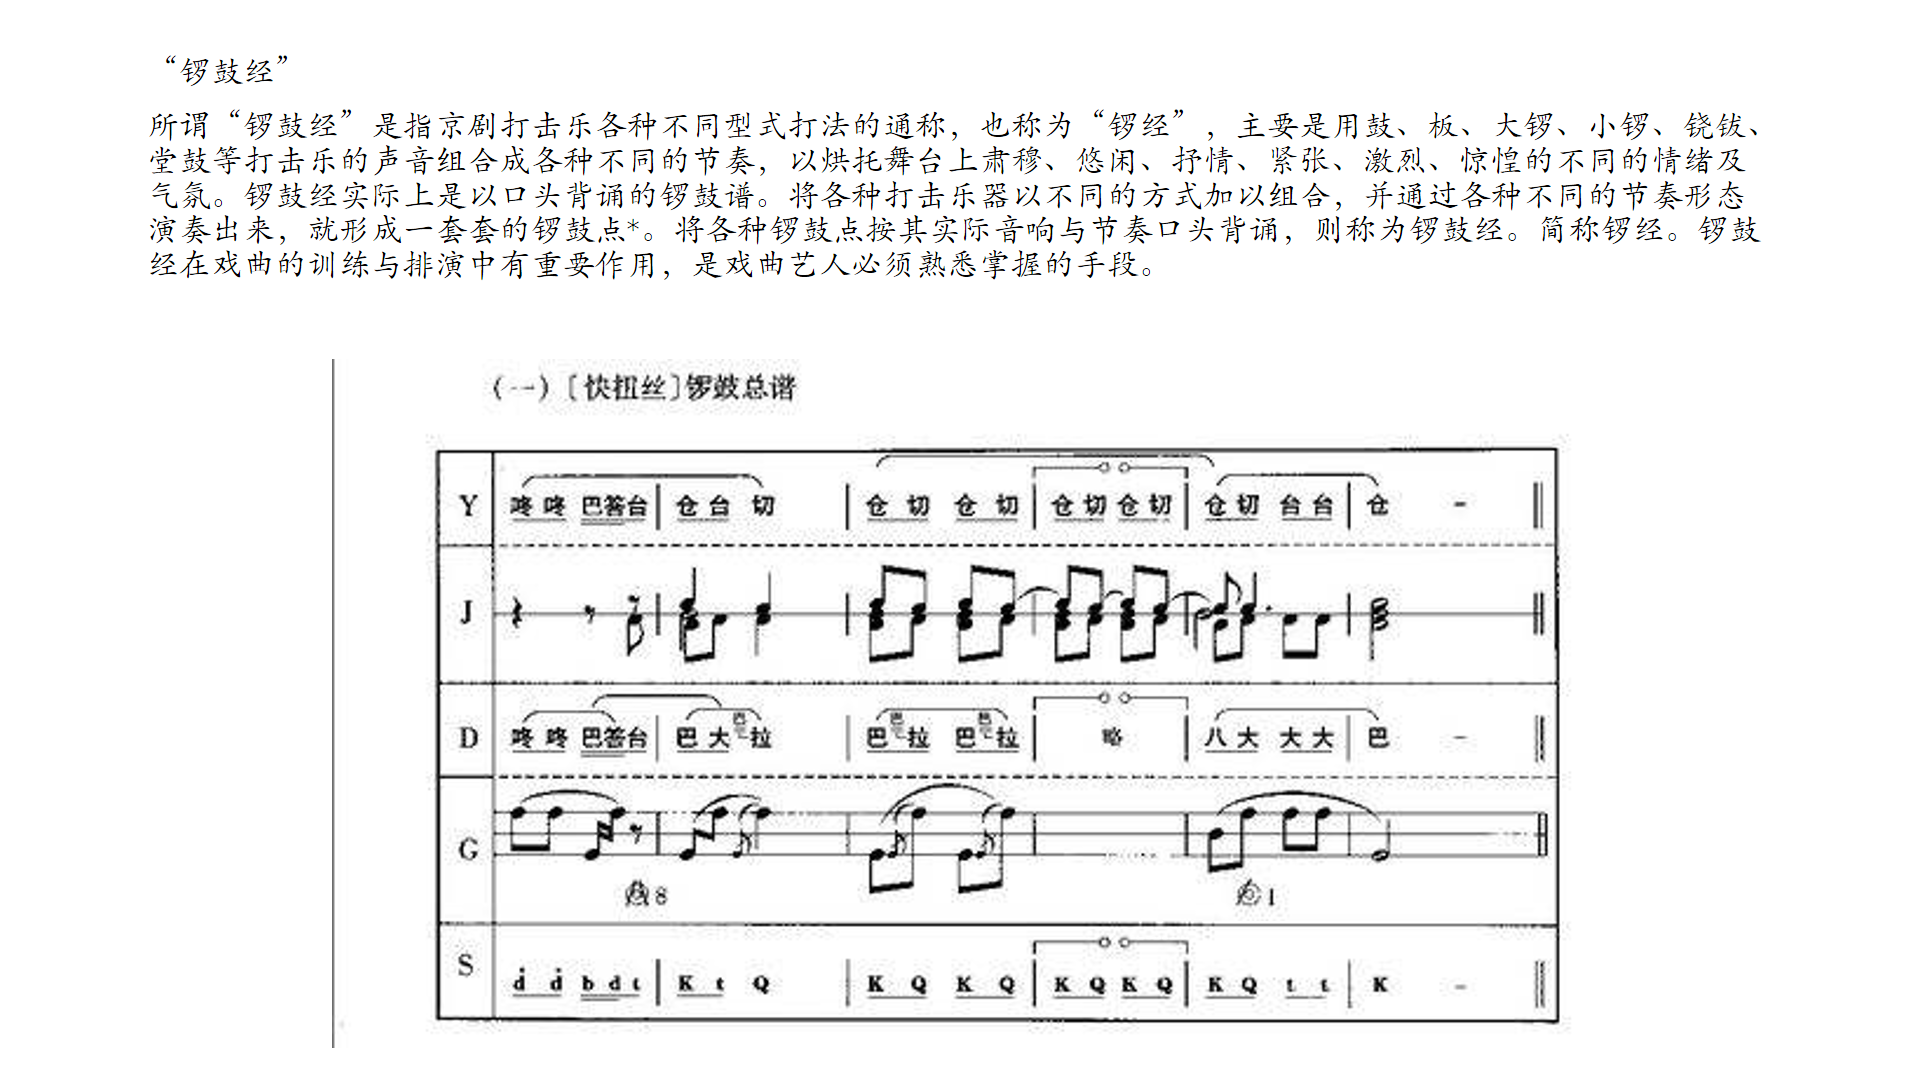 “锣鼓经”
所谓“锣鼓经”是指京剧打击乐各种不同型式打法的通称，也称为“锣经”，主要是用鼓、板、大锣、小锣、铙钹、
堂鼓等打击乐的声音组合成各种不同的节奏，以烘托舞台上肃穆、悠闲、抒情、紧张、激烈、惊惶的不同的情绪及
气氛。锣鼓经实际上是以口头背诵的锣鼓谱。将各种打击乐器以不同的方式加以组合，并通过各种不同的节奏形态
演奏出来，就形成一套套的锣鼓点*。将各种锣鼓点按其实际音响与节奏口头背诵，则称为锣鼓经。简称锣经。锣鼓
经在戏曲的训练与排演中有重要作用，是戏曲艺人必须熟悉掌握的手段。
(一)〔快扭丝〕锣鼓总谱
Y 咚 咚 巴答台 | 仓 台 切 | 仓 切 仓 切 | 仓 切 仓 切 | 仓 切 台 台 | 仓 -
J
D 咚 咚 巴答台 | 巴 大 巴 拉 | 巴 巴 拉 巴 巴 拉 | 略 | 八 大 大 大 | 巴 -
G
8 1
S d d b d t | K t Q | K Q K Q | K Q K Q | K Q t t | K -